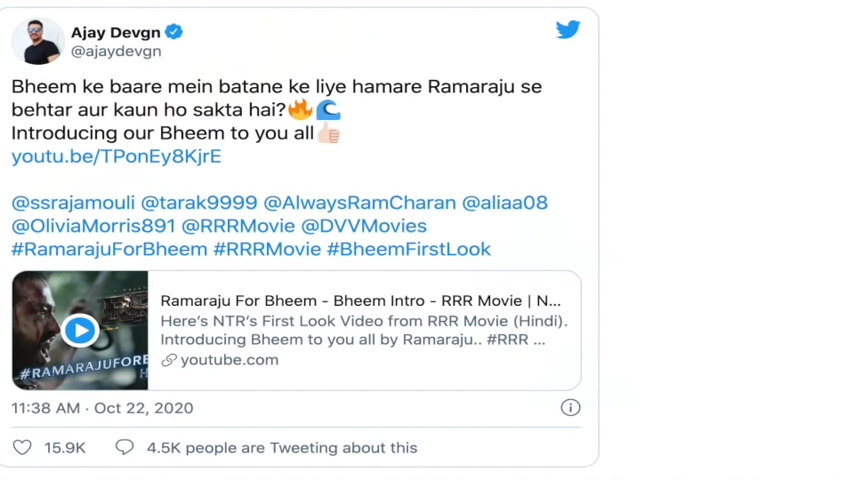 Ajay Devgn
@ajaydevgn
Bheem ke baare mein batane ke liye hamare Ramaraju se
behtar aur kaun ho sakta hai?🔥🌊
Introducing our Bheem to you all👍🏻
youtu.be/TPonEy8KjrE
@ssrajamouli @tarak9999 @AlwaysRamCharan @aliaa08
@OliviaMorris891 @RRRMovie @DVVMovies
#RamarajuForBheem #RRRMovie #BheemFirstLook
#RAMARAJUFORB
Ramaraju For Bheem - Bheem Intro - RRR Movie | N...
Here's NTR's First Look Video from RRR Movie (Hindi).
Introducing Bheem to you all by Ramaraju.. #RRR ...
youtube.com
11:38 AM · Oct 22, 2020
15.9K 4.5K people are Tweeting about this